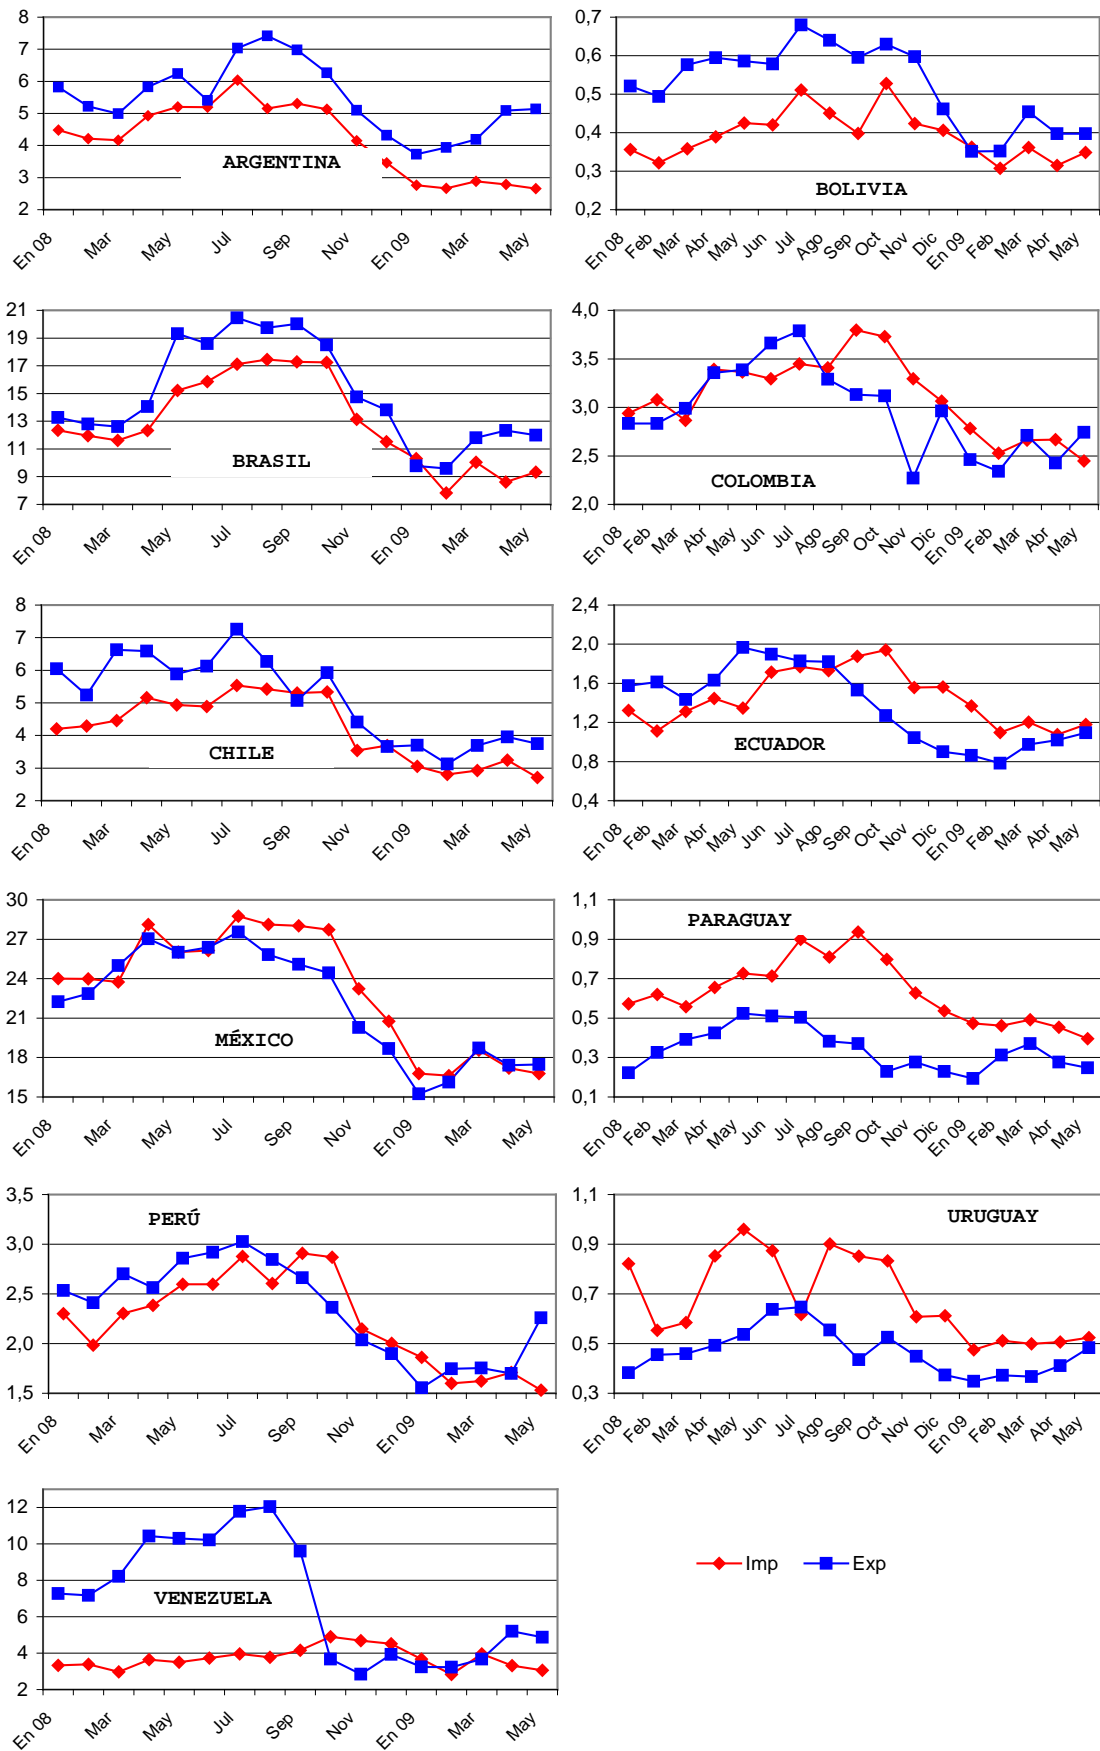 8
7
6
5
4
3
2
ARGENTINA
En 08
Mar
May
Jul
Sep
Nov
En 09
Mar
May
0,7
0,6
0,5
0,4
0,3
0,2
BOLIVIA
En 08
Feb
Mar
Abr
May
Jun
Jul
Ago
Sep
Oct
Nov
Dic
En 09
Feb
Mar
Abr
May
21
19
17
15
13
11
9
7
BRASIL
En 08
Mar
May
Jul
Sep
Nov
En 09
Mar
May
4,0
3,5
3,0
2,5
2,0
COLOMBIA
En 08
Feb
Mar
Abr
May
Jun
Jul
Ago
Sep
Oct
Nov
Dic
En 09
Feb
Mar
Abr
May
8
7
6
5
4
3
2
CHILE
En 08
Mar
May
Jul
Sep
Nov
En 09
Mar
May
2,4
2,0
1,6
1,2
0,8
0,4
ECUADOR
En 08
Feb
Mar
Abr
May
Jun
Jul
Ago
Sep
Oct
Nov
Dic
En 09
Feb
Mar
Abr
May
30
27
24
21
18
15
MÉXICO
En 08
Mar
May
Jul
Sep
Nov
En 09
Mar
May
1,1
0,9
0,7
0,5
0,3
0,1
PARAGUAY
En 08
Feb
Mar
Abr
May
Jun
Jul
Ago
Sep
Oct
Nov
Dic
En 09
Feb
Mar
Abr
May
3,5
3,0
2,5
2,0
1,5
PERÚ
En 08
Mar
May
Jul
Sep
Nov
En 09
Mar
May
1,1
0,9
0,7
0,5
0,3
URUGUAY
En 08
Feb
Mar
Abr
May
Jun
Jul
Ago
Sep
Oct
Nov
Dic
En 09
Feb
Mar
Abr
May
12
10
8
6
4
2
VENEZUELA
En 08
Mar
May
Jul
Sep
Nov
En 09
Mar
May
Imp Exp